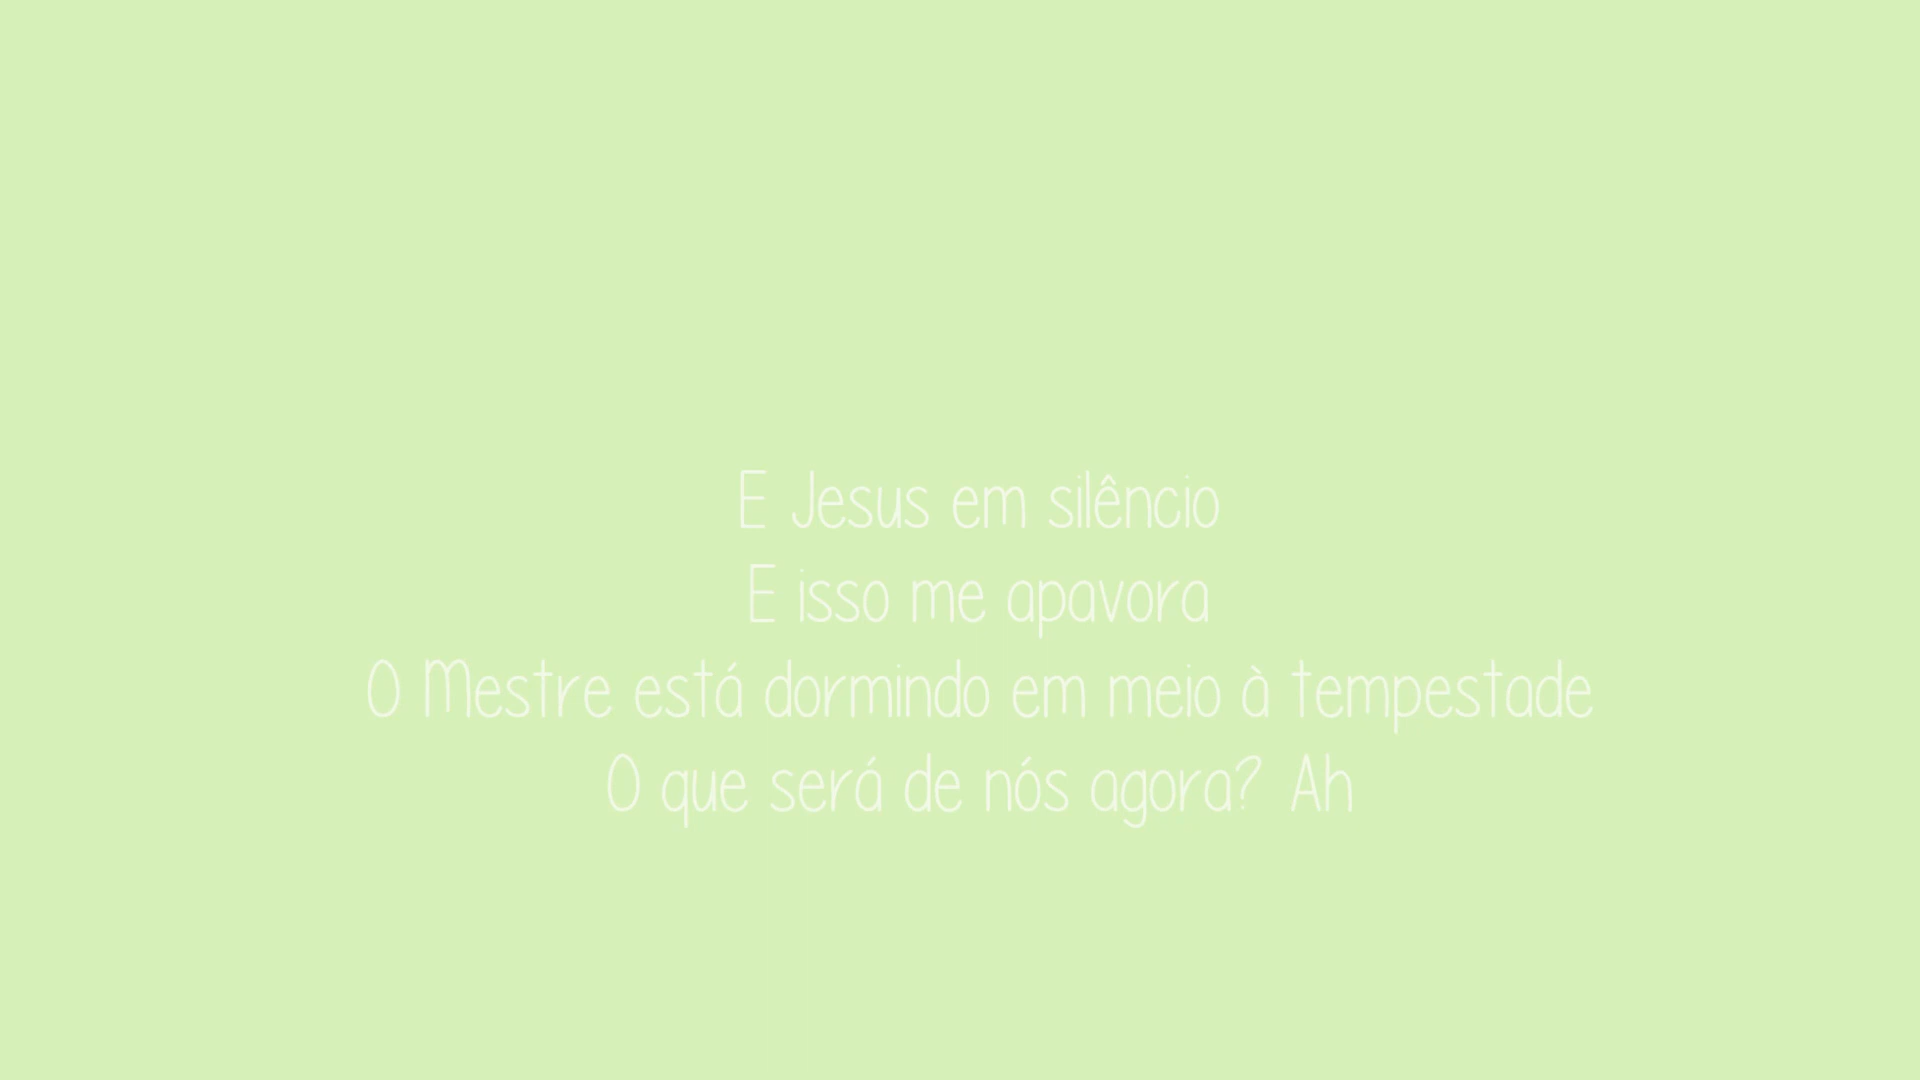 E Jesus em silêncio
E isso me apavora
O Mestre está dormindo em meio à tempestade
O que será de nós agora? Ah